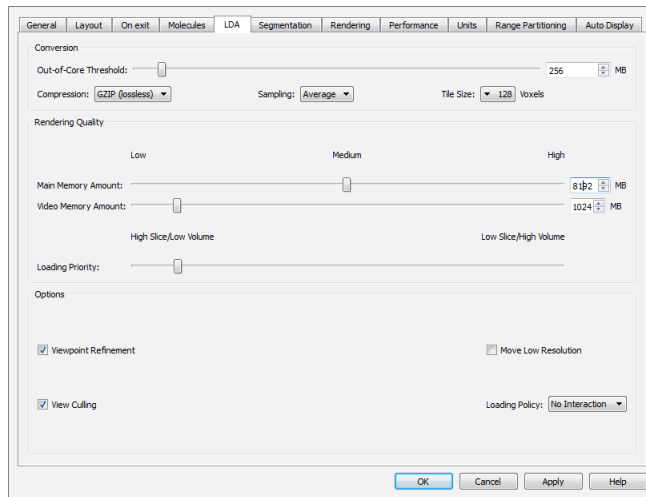 General Layout On exit Molecules LDA Segmentation Rendering Performance Units Range Partitioning Auto Display
Conversion
Out-of-Core Threshold: 256 MB
Compression: GZIP (lossless) Sampling: Average Tile Size: 128 Voxels
Rendering Quality
Low Medium High
Main Memory Amount: 8192 MB
Video Memory Amount: 1024 MB
High Slice/Low Volume Low Slice/High Volume
Loading Priority:
Options
Viewpoint Refinement Move Low Resolution
View Culling Loading Policy: No Interaction
OK Cancel Apply Help